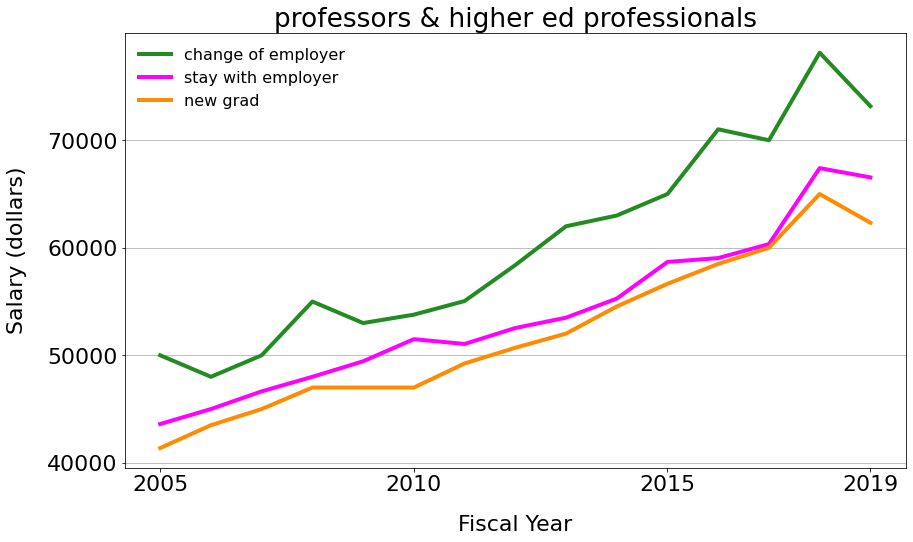 professors & higher ed professionals
change of employer
stay with employer
new grad
Salary (dollars)
70000
60000
50000
40000
2005 2010 2015 2019
Fiscal Year